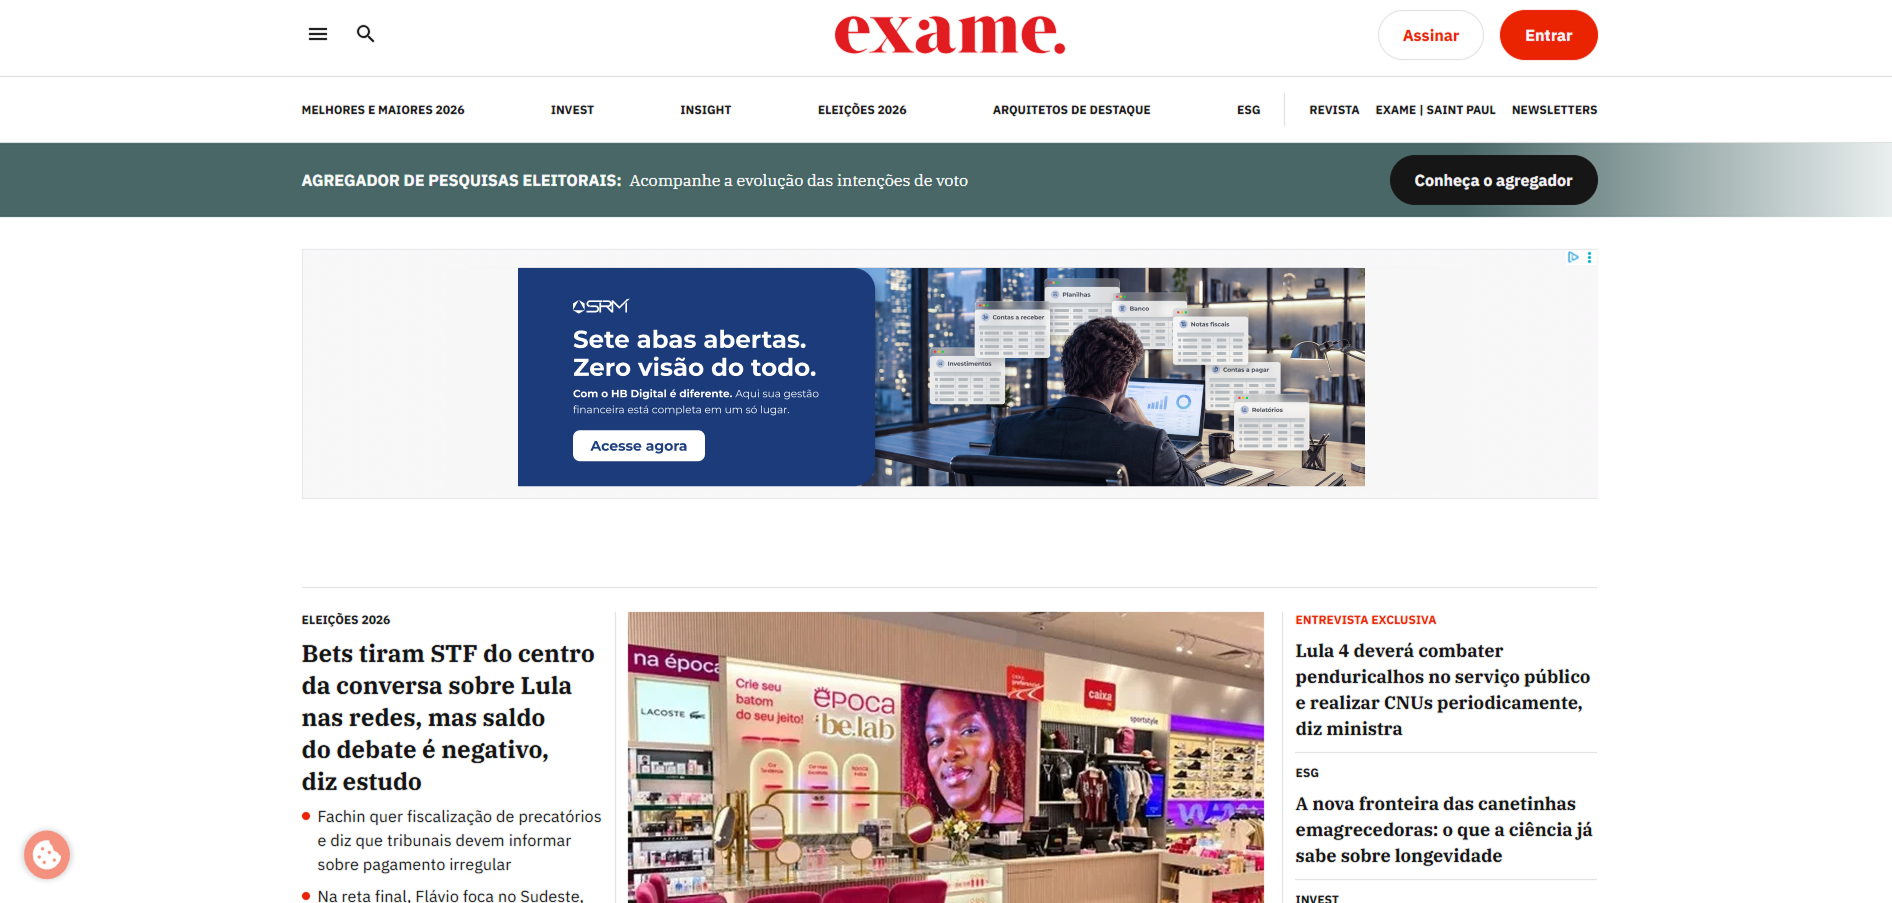 exame.
Assinar
Entrar
MELHORES E MAIORES 2026
INVEST
INSIGHT
ELEIÇÕES 2026
ARQUITETOS DE DESTAQUE
ESG
REVISTA
EXAME | SAINT PAUL
NEWSLETTERS
AGREGADOR DE PESQUISAS ELEITORAIS: Acompanhe a evolução das intenções de voto
Conheça o agregador
SRM
Sete abas abertas.
Zero visão do todo.
Com o HB Digital é diferente. Aqui sua gestão
financeira está completa em um só lugar.
Acesse agora
Planilhas
Banco
Contas a receber
Notas fiscais
Investimentos
Contas a pagar
Relatórios
ELEIÇÕES 2026
Bets tiram STF do centro
da conversa sobre Lula
nas redes, mas saldo
do debate é negativo,
diz estudo
Fachin quer fiscalização de precatórios
e diz que tribunais devem informar
sobre pagamento irregular
Na reta final, Flávio foca no Sudeste,
na época
LACOSTE
Crie seu
batom
do seu jeito!
época
be.lab
caixa
preferencial
caixa
sportstyle
ENTREVISTA EXCLUSIVA
Lula 4 deverá combater
penduricalhos no serviço público
e realizar CNUs periodicamente,
diz ministra
ESG
A nova fronteira das canetinhas
emagrecedoras: o que a ciência já
sabe sobre longevidade
INVEST